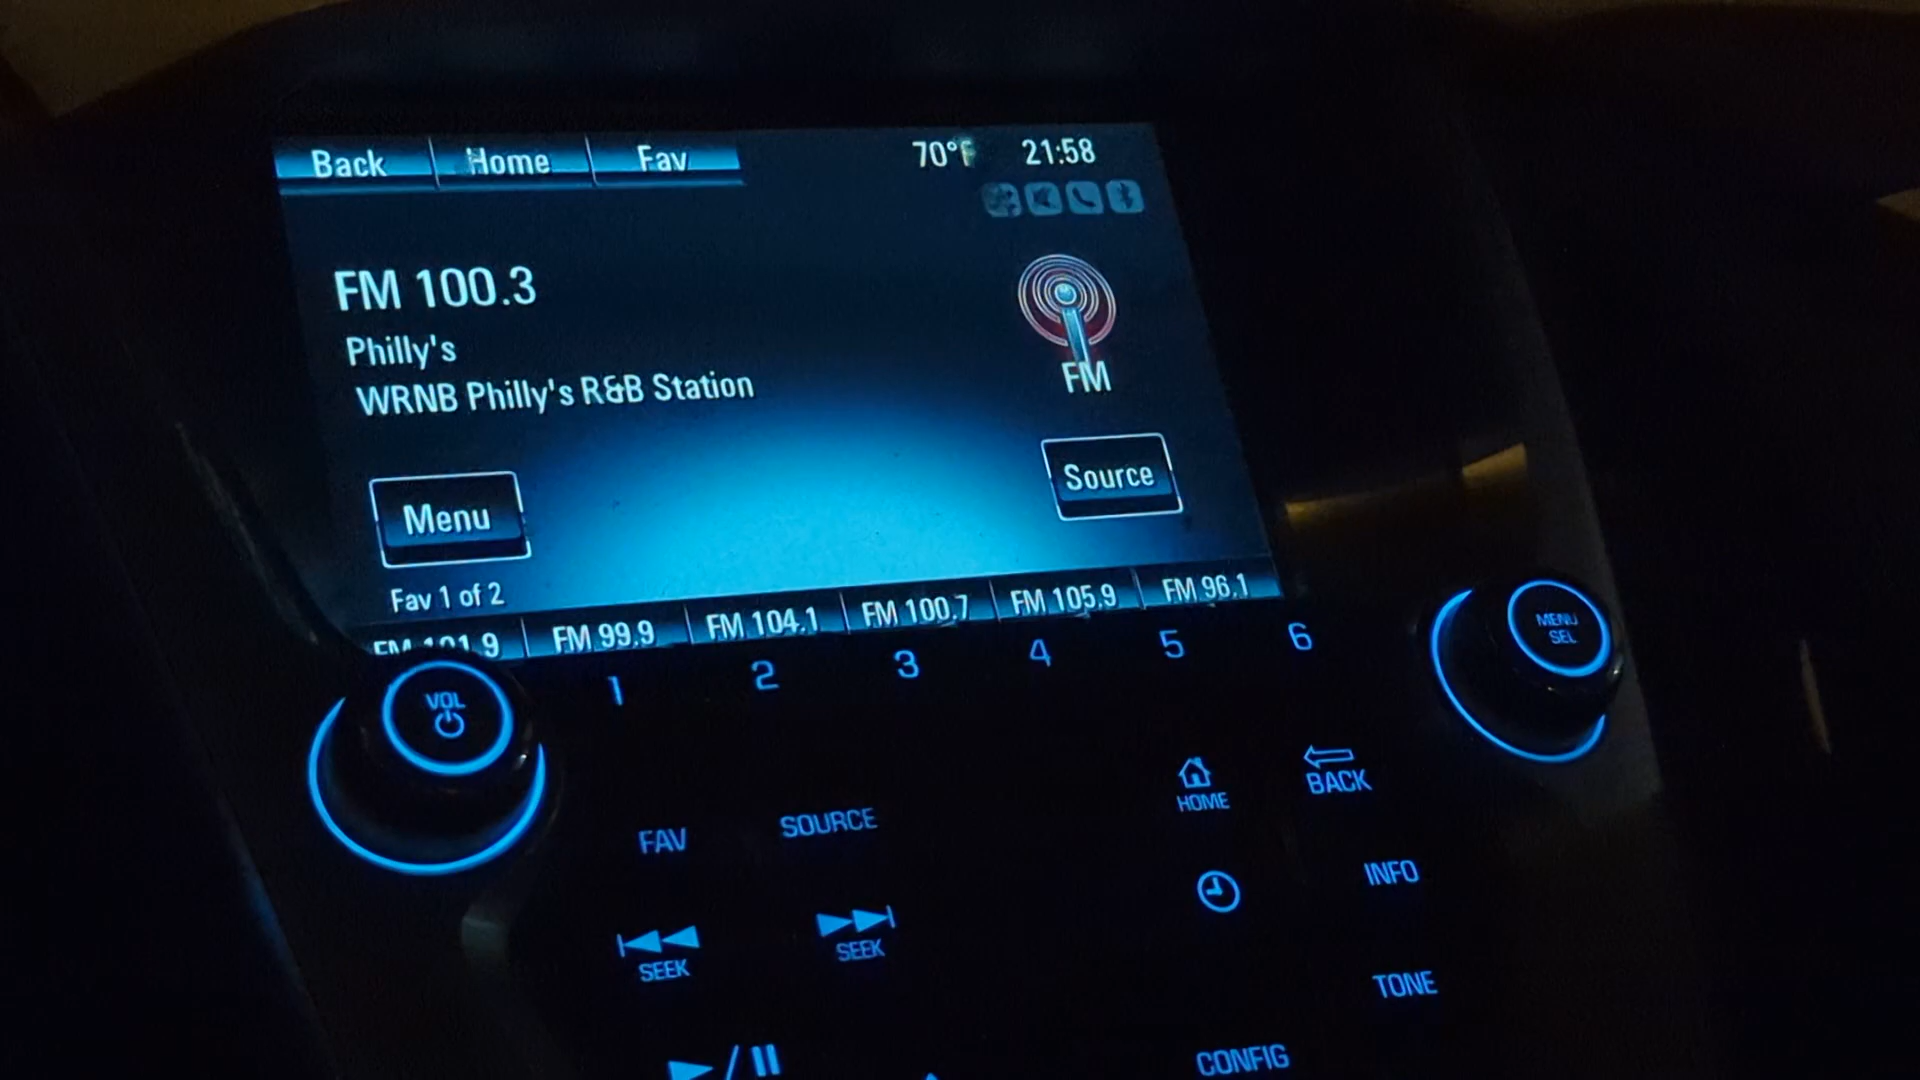 Back Home Fav 70°F 21:58
FM 100.3
Philly's
WRNB Philly's R&B Station
FM
Menu
Source
Fav 1 of 2
FM 101.9 FM 99.9 FM 104.1 FM 100.7 FM 105.9 FM 96.1
1 2 3 4 5 6
VOL
MENU
SEL
HOME
BACK
FAV
SOURCE
INFO
SEEK
SEEK
TONE
CONFIG